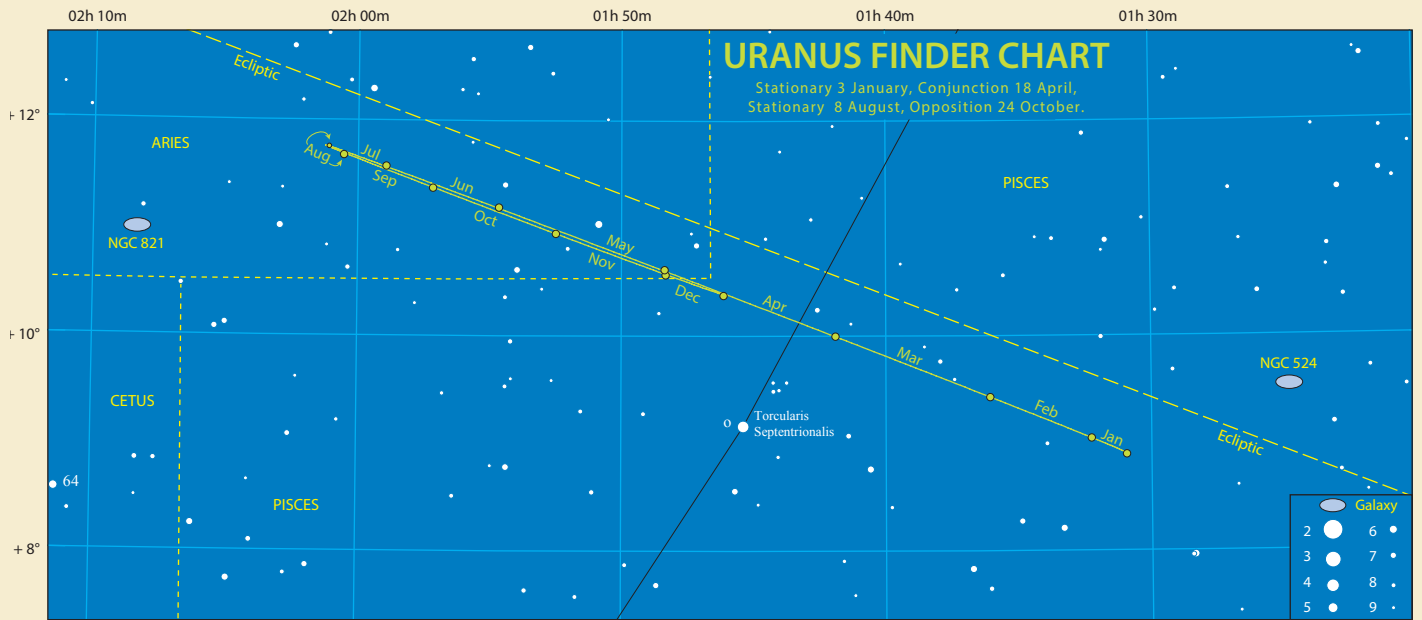 02h 10m 02h 00m 01h 50m 01h 40m 01h 30m
URANUS FINDER CHART
Stationary 3 January, Conjunction 18 April,
Stationary 8 August, Opposition 24 October.
Ecliptic
+ 12°
ARIES
Aug
Jul
Sep
Jun
Oct
PISCES
NGC 821
May
Nov
Dec
Apr
+ 10°
Mar
NGC 524
CETUS
Feb
Jan
o Torcularis
Septentrionalis
Ecliptic
64
PISCES
+ 8°
Galaxy
2 6
3 7
4 8
5 9